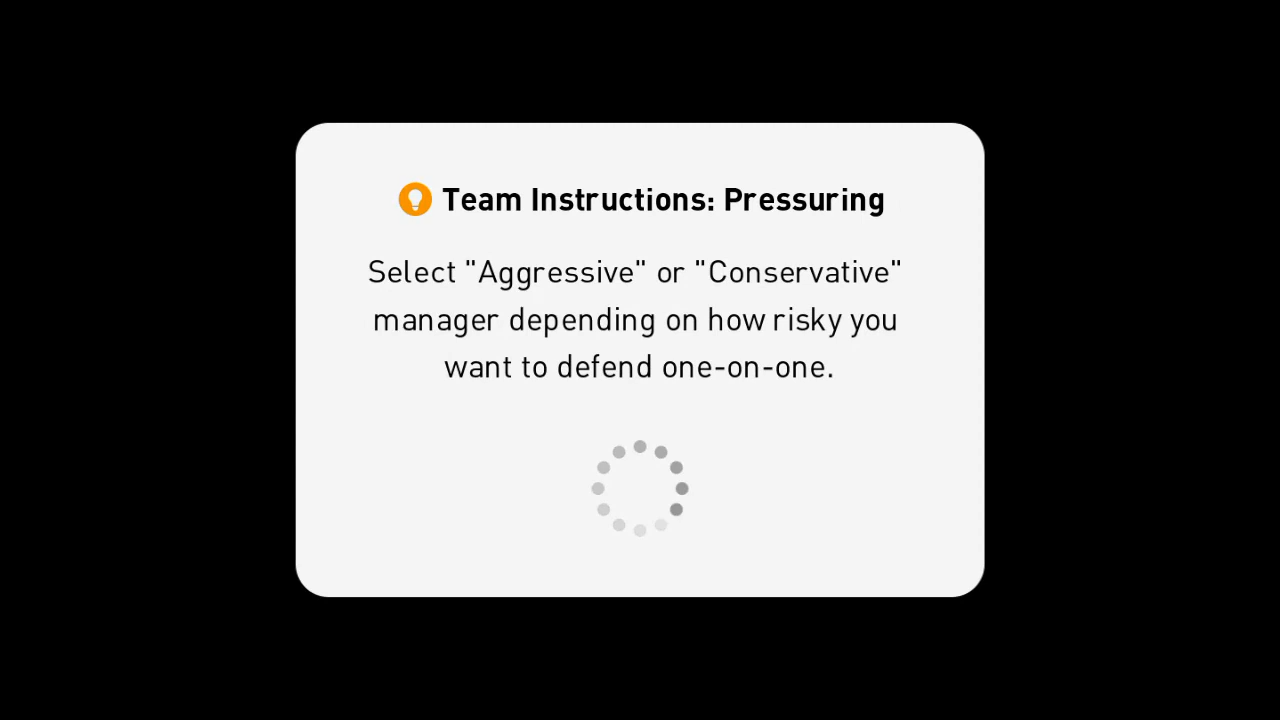 Team Instructions: Pressuring
Select "Aggressive" or "Conservative"
manager depending on how risky you
want to defend one-on-one.